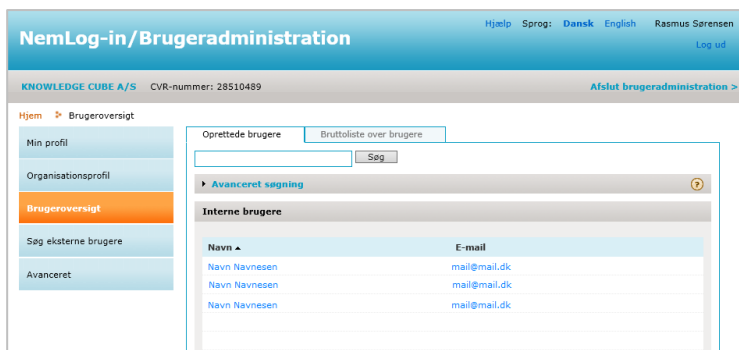 Hjælp Sprog: Dansk English Rasmus Sørensen
NemLog-in/Brugeradministration
Log ud
KNOWLEDGE CUBE A/S CVR-nummer: 28510489 Afslut brugeradministration >
Hjem Brugeroversigt
Min profil
Organisationsprofil
Brugeroversigt
Søg eksterne brugere
Avanceret
Oprettede brugere Bruttoliste over brugere
Søg
Avanceret søgning ?
Interne brugere
Navn E-mail
Navn Navnesen mail@mail.dk
Navn Navnesen mail@mail.dk
Navn Navnesen mail@mail.dk